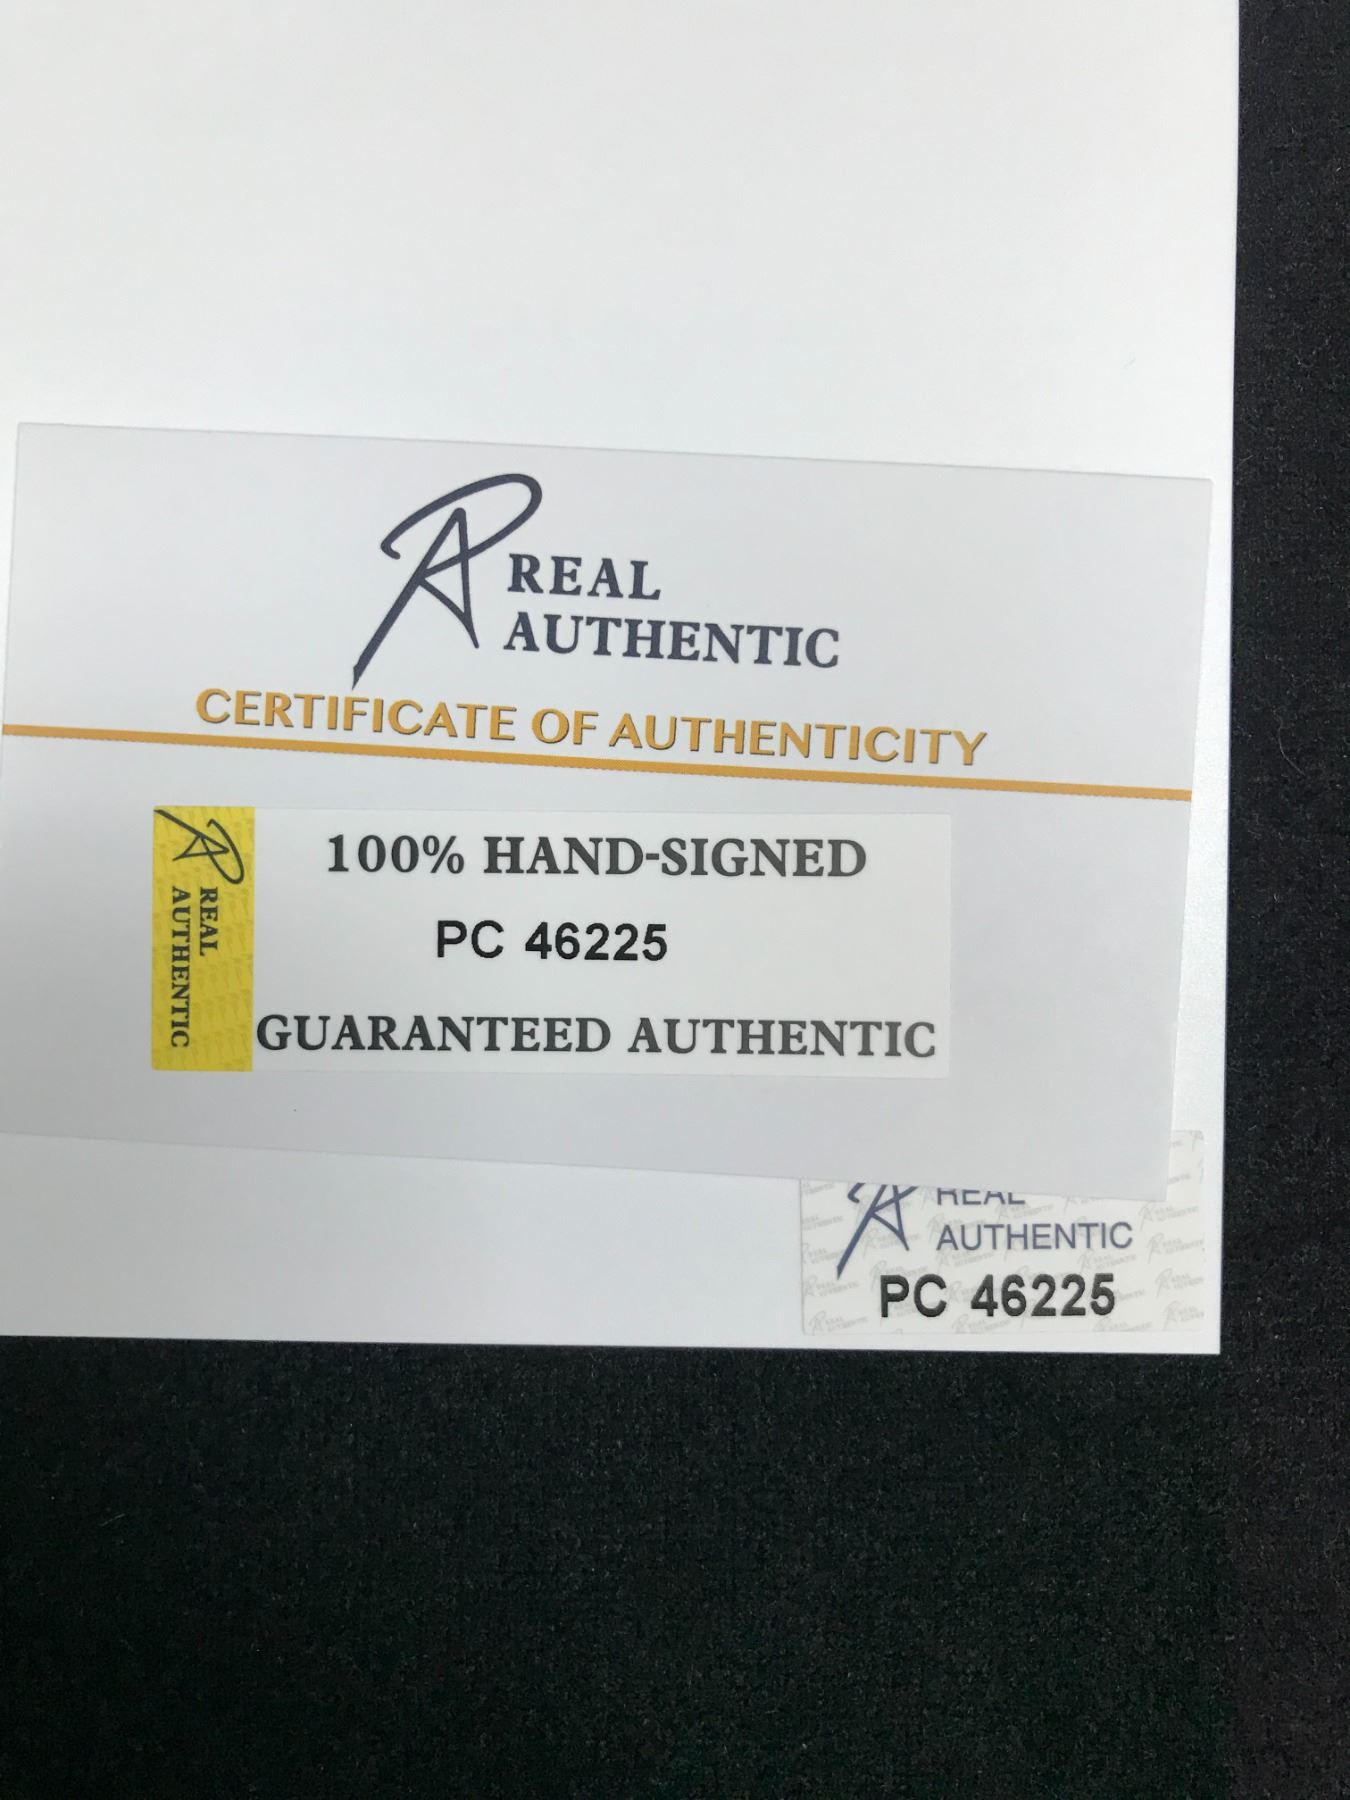 REAL
AUTHENTIC
CERTIFICATE OF AUTHENTICITY
REAL
AUTHENTIC
100% HAND-SIGNED
PC 46225
GUARANTEED AUTHENTIC
REAL
AUTHENTIC
PC 46225